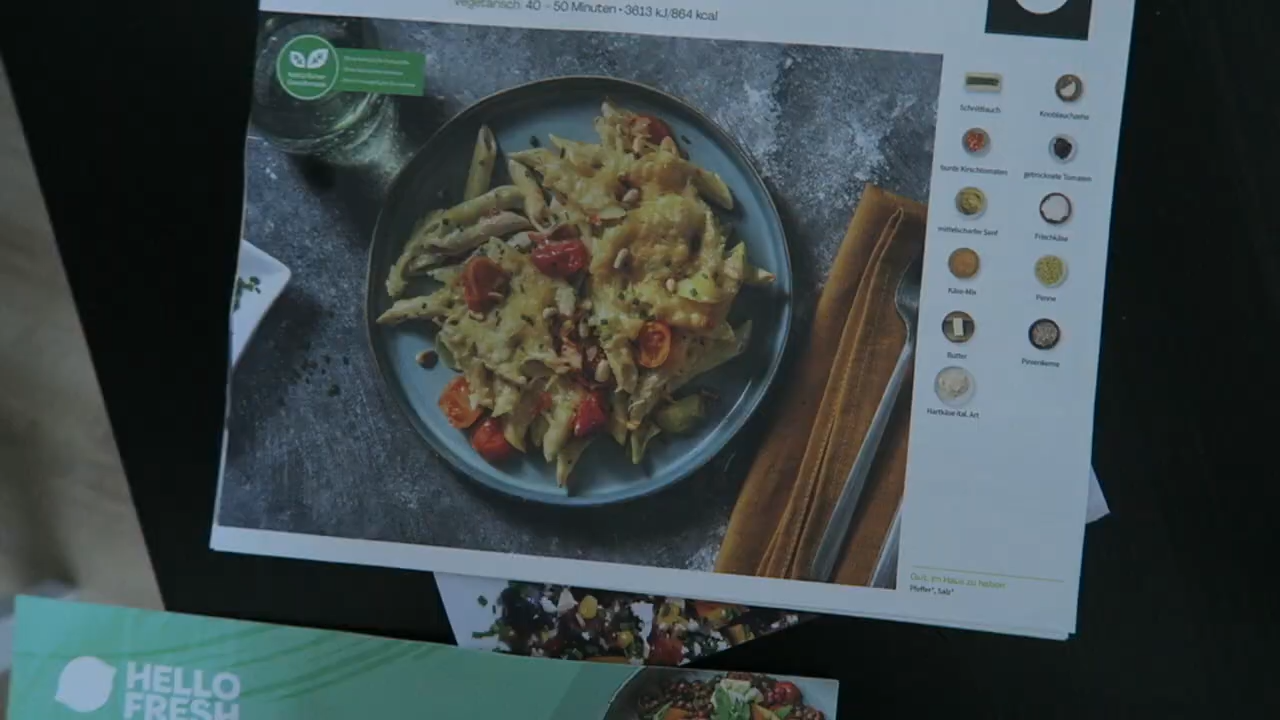 Vegetarisch 40 – 50 Minuten • 3613 kJ/864 kcal
Schnittlauch
Knoblauchzehe
bunte Kirschtomaten
getrocknete Tomaten
mittelscharfer Senf
Frischkäse
Käse-Mix
Penne
Butter
Pinienkerne
Hartkäse ital. Art
Gut, im Haus zu haben
Pfeffer*, Salz*
HELLO
FRESH